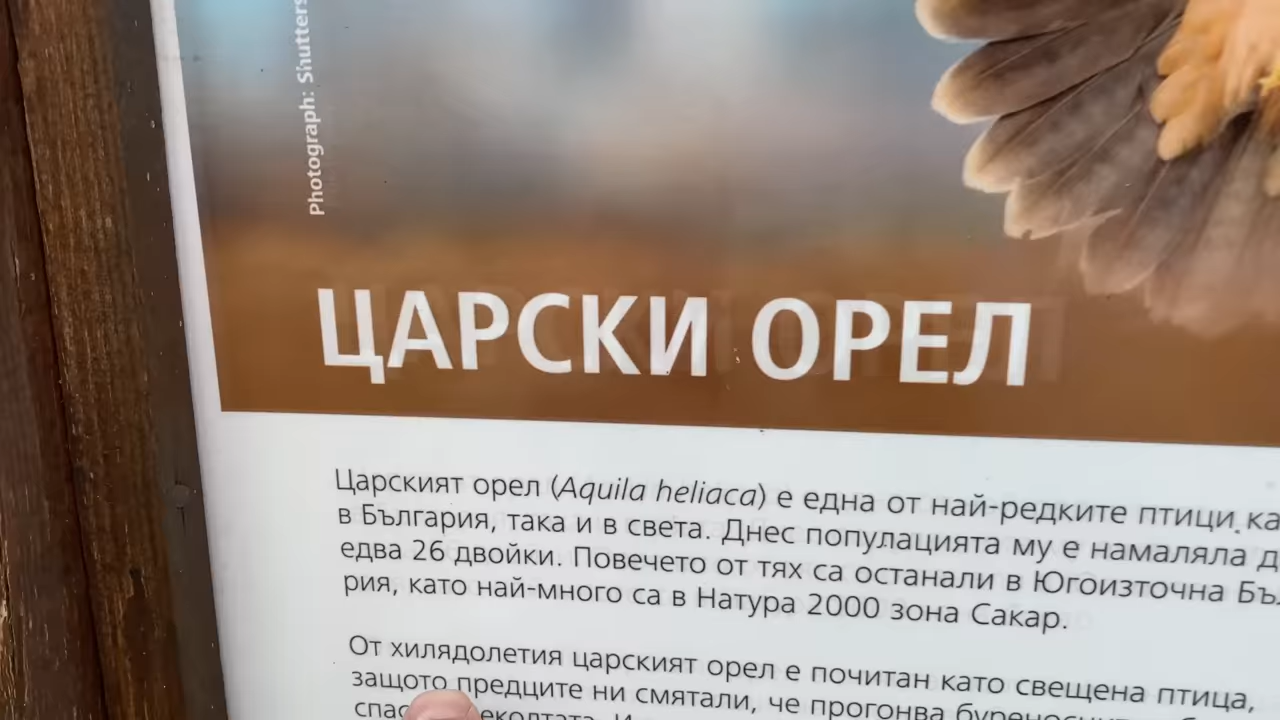 Photograph: Shutters
ЦАРСКИ ОРЕЛ
Царският орел (Aquila heliaca) е една от най-редките птици ка
в България, така и в света. Днес популацията му е намаляла д
едва 26 двойки. Повечето от тях са останали в Югоизточна Бъл
рия, като най-много са в Натура 2000 зона Сакар.
От хилядолетия царският орел е почитан като свещена птица,
защото предците ни смятали, че прогонва